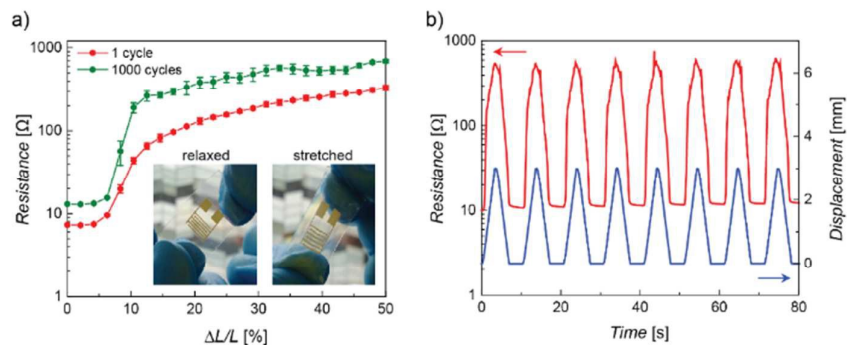 a)
1 cycle
1000 cycles
1000
100
10
1
Resistance [Ω]
relaxed
stretched
0
10
20
30
40
50
ΔL/L [%]
b)
1000
100
10
1
Resistance [Ω]
6
4
2
0
Displacement [mm]
0
20
40
60
80
Time [s]